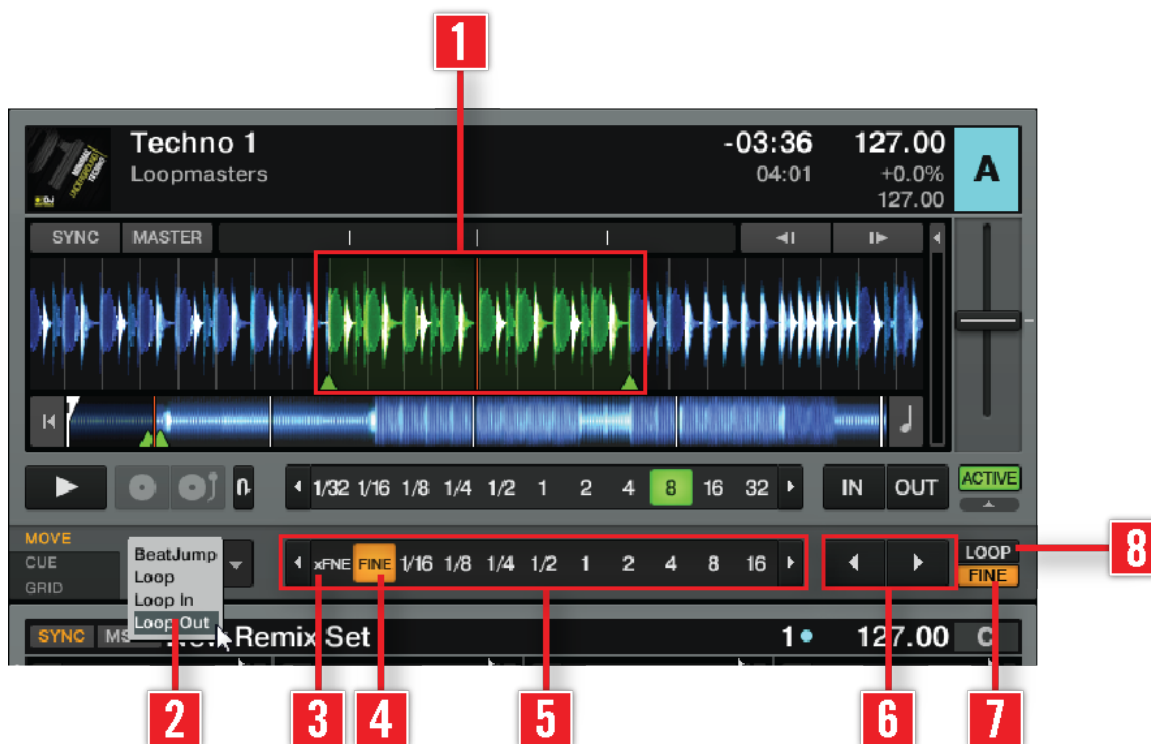 1
Techno 1
-03:36 127.00
A
Loopmasters
04:01 +0.0%
127.00
SYNC MASTER
1/32 1/16 1/8 1/4 1/2 1 2 4 8 16 32
IN OUT
ACTIVE
MOVE
CUE
GRID
BeatJump
Loop
Loop In
Loop Out
xFNE FINE 1/16 1/8 1/4 1/2 1 2 4 8 16
LOOP
FINE
8
SYNC Remix Set 1 127.00 C
2 3 4 5 6 7